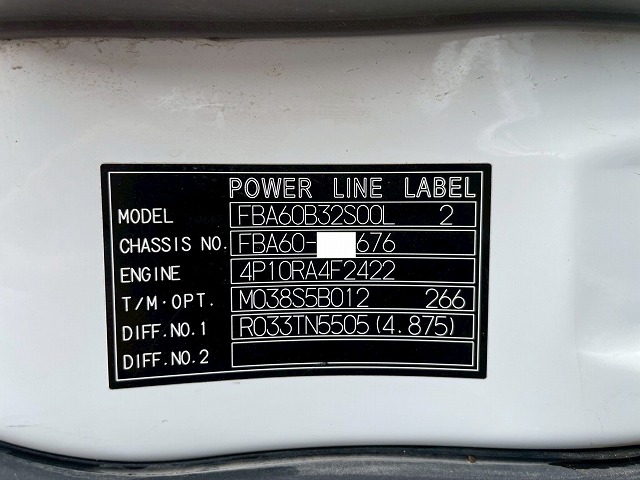 POWER LINE LABEL
MODEL FBA60B32S00L 2
CHASSIS NO. FBA60- 676
ENGINE 4P10RA4F2422
T/M·OPT. M038S5B012 266
DIFF.NO.1 R033TN5505(4.875)
DIFF.NO.2